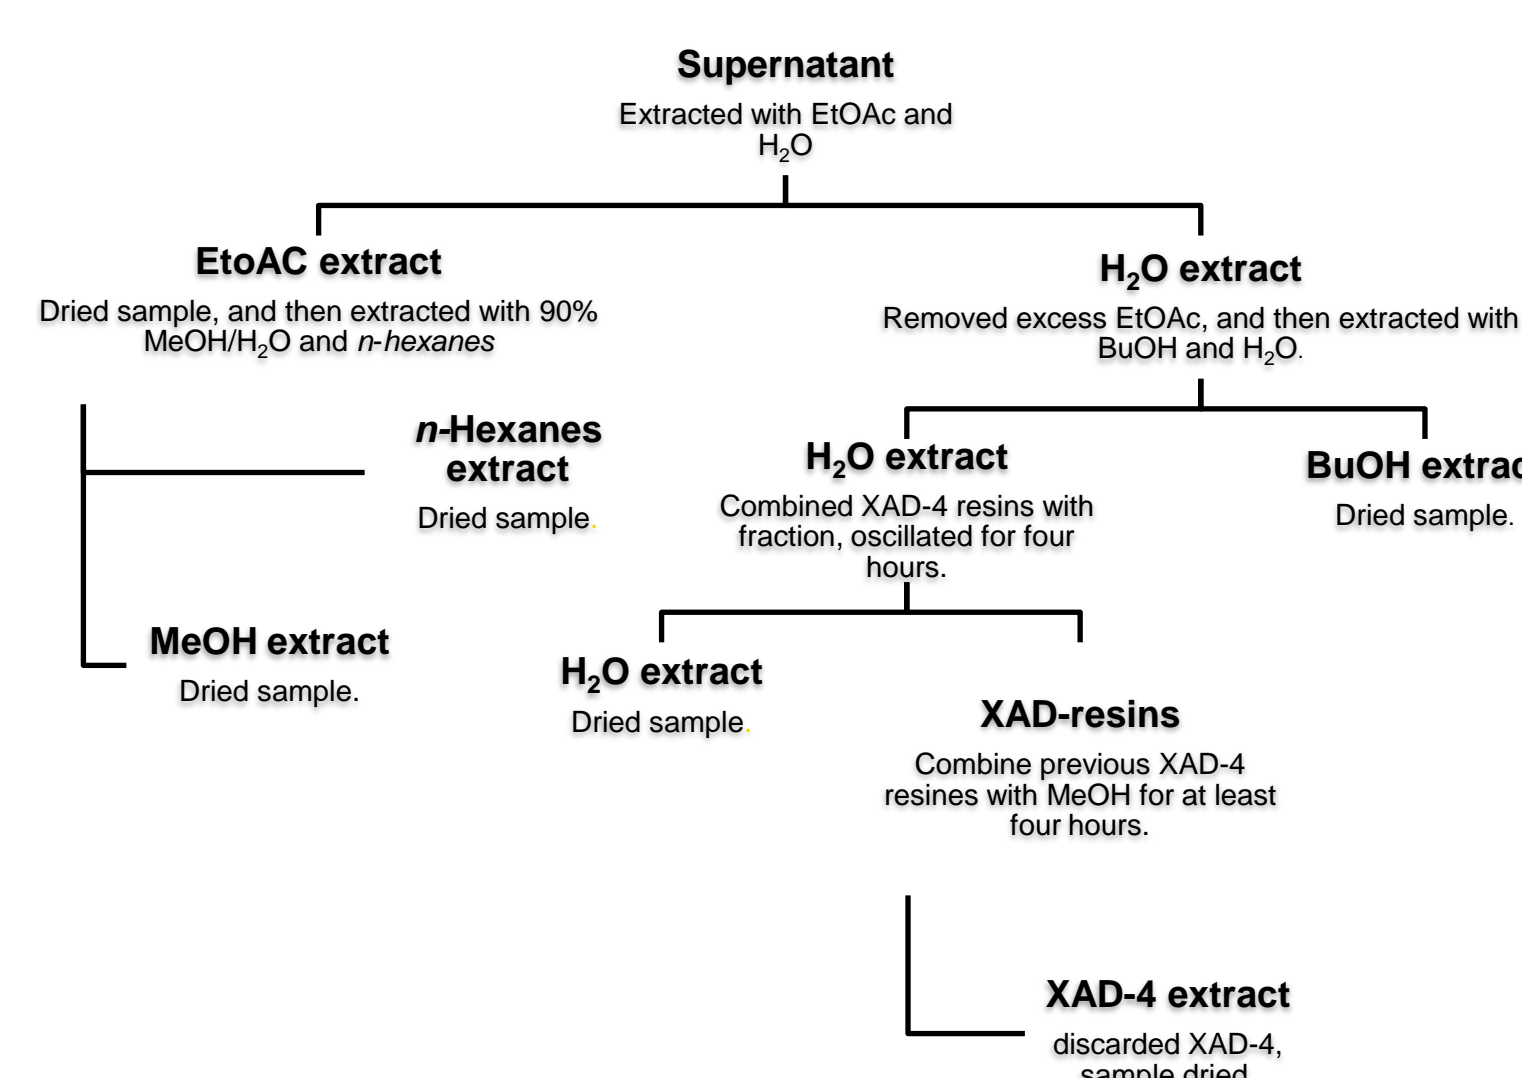 Supernatant
Extracted with EtOAc and
H₂O
EtoAC extract
Dried sample, and then extracted with 90%
MeOH/H₂O and n-hexanes
H₂O extract
Removed excess EtOAc, and then extracted with
BuOH and H₂O.
n-Hexanes
extract
Dried sample.
MeOH extract
Dried sample.
H₂O extract
Combined XAD-4 resins with
fraction, oscillated for four
hours.
BuOH extrac
Dried sample.
H₂O extract
Dried sample.
XAD-resins
Combine previous XAD-4
resines with MeOH for at least
four hours.
XAD-4 extract
discarded XAD-4,
sample dried